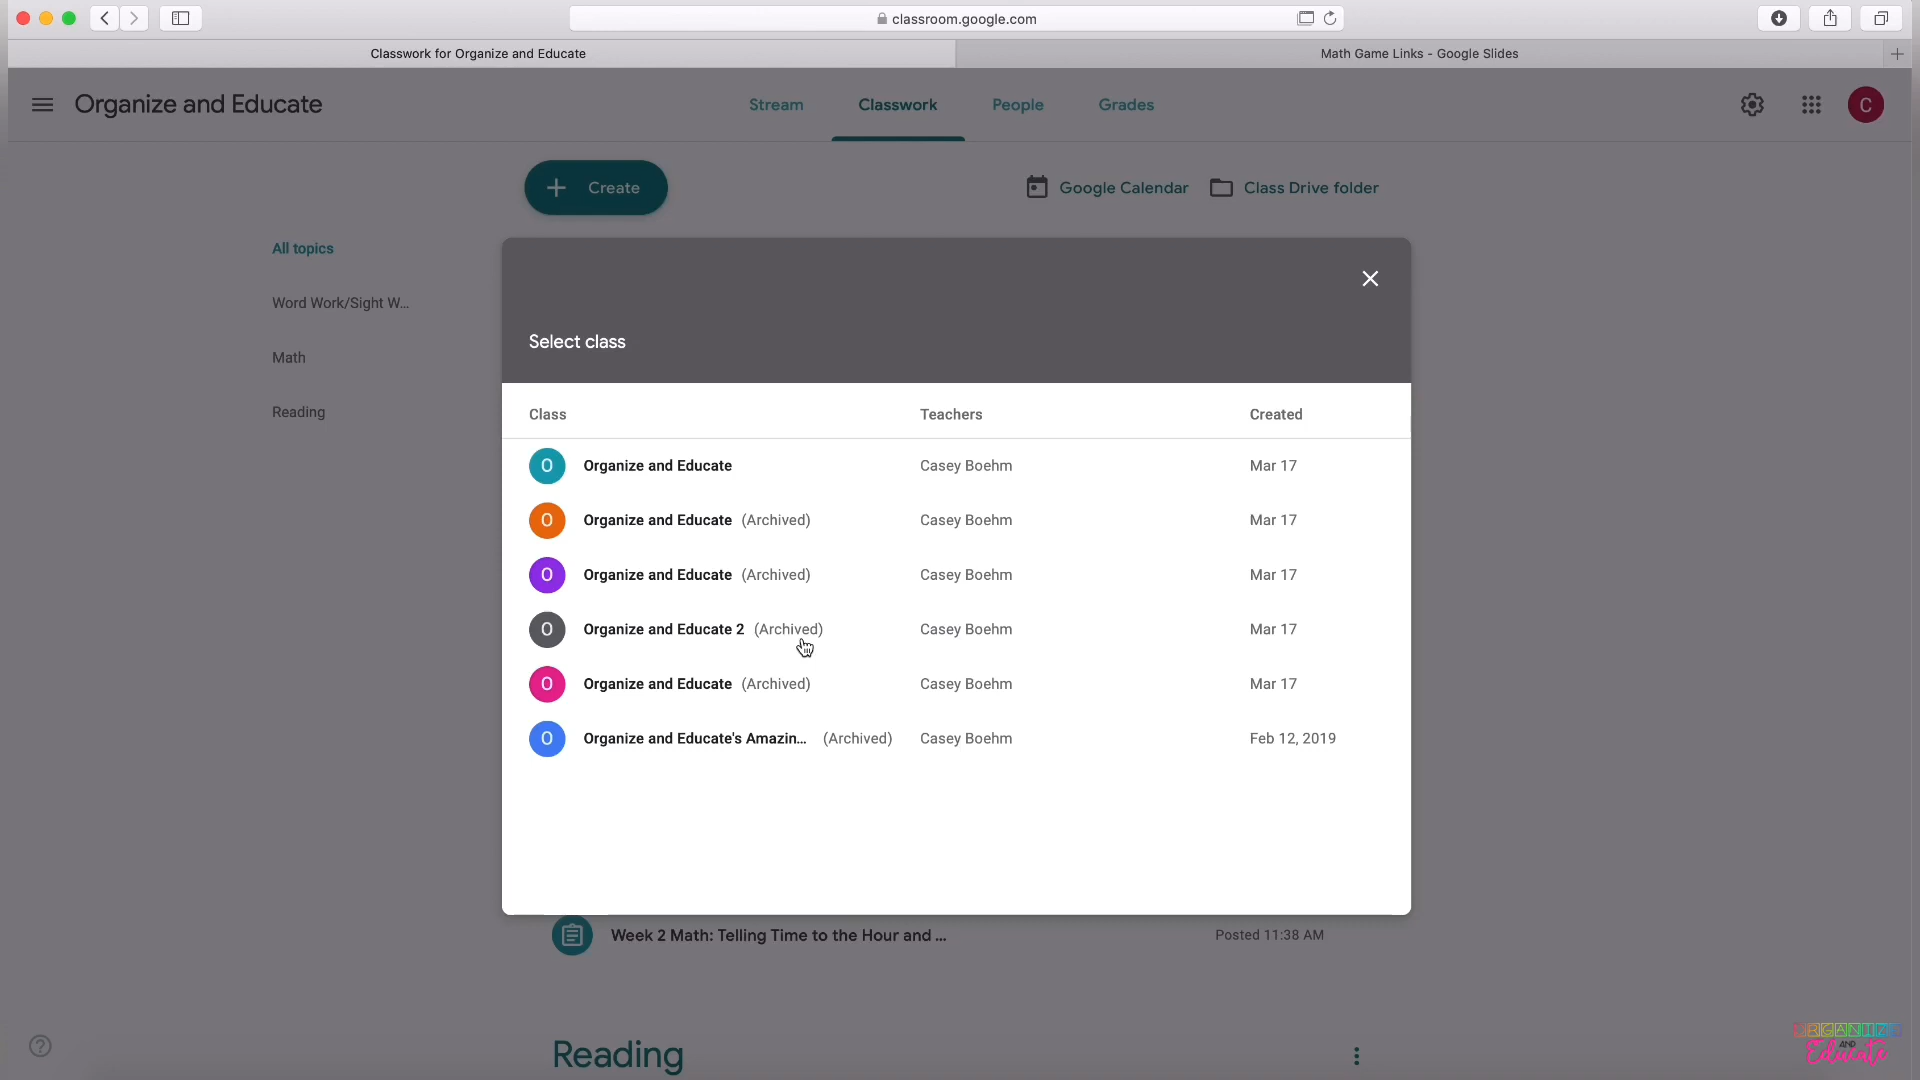 classroom.google.com
Classwork for Organize and Educate
Math Game Links - Google Slides
Organize and Educate
Stream
Classwork
People
Grades
C
Create
Google Calendar
Class Drive folder
All topics
Word Work/Sight W...
Math
Reading
Select class
Class Teachers Created
O Organize and Educate Casey Boehm Mar 17
O Organize and Educate (Archived) Casey Boehm Mar 17
O Organize and Educate (Archived) Casey Boehm Mar 17
O Organize and Educate 2 (Archived) Casey Boehm Mar 17
O Organize and Educate (Archived) Casey Boehm Mar 17
O Organize and Educate's Amazin... (Archived) Casey Boehm Feb 12, 2019
Week 2 Math: Telling Time to the Hour and ... Posted 11:38 AM
Reading
ORGANIZE
AND
Educate